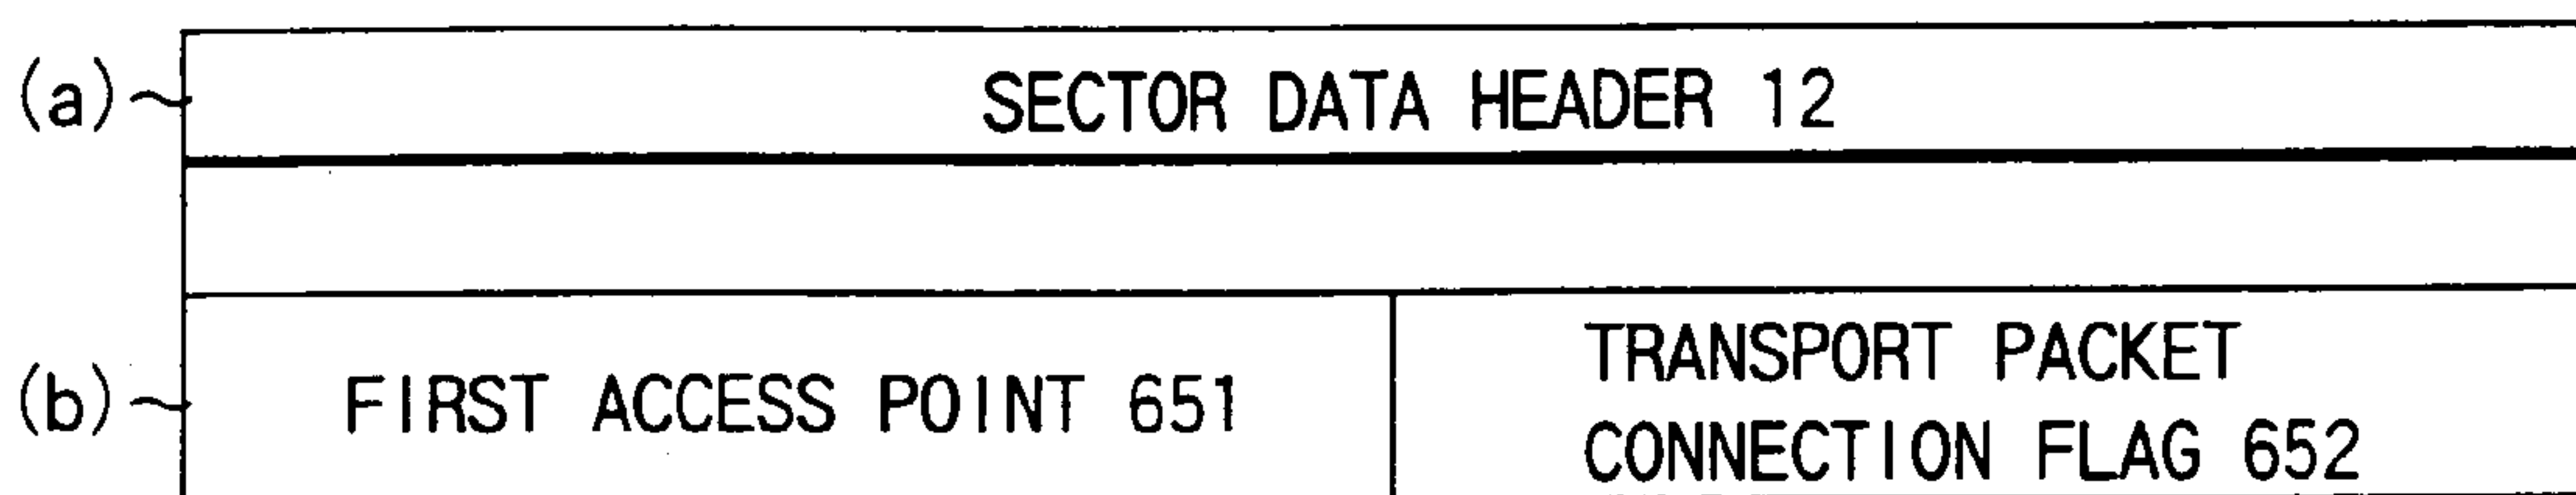 (a) SECTOR DATA HEADER 12
(b) FIRST ACCESS POINT 651
TRANSPORT PACKET
CONNECTION FLAG 652